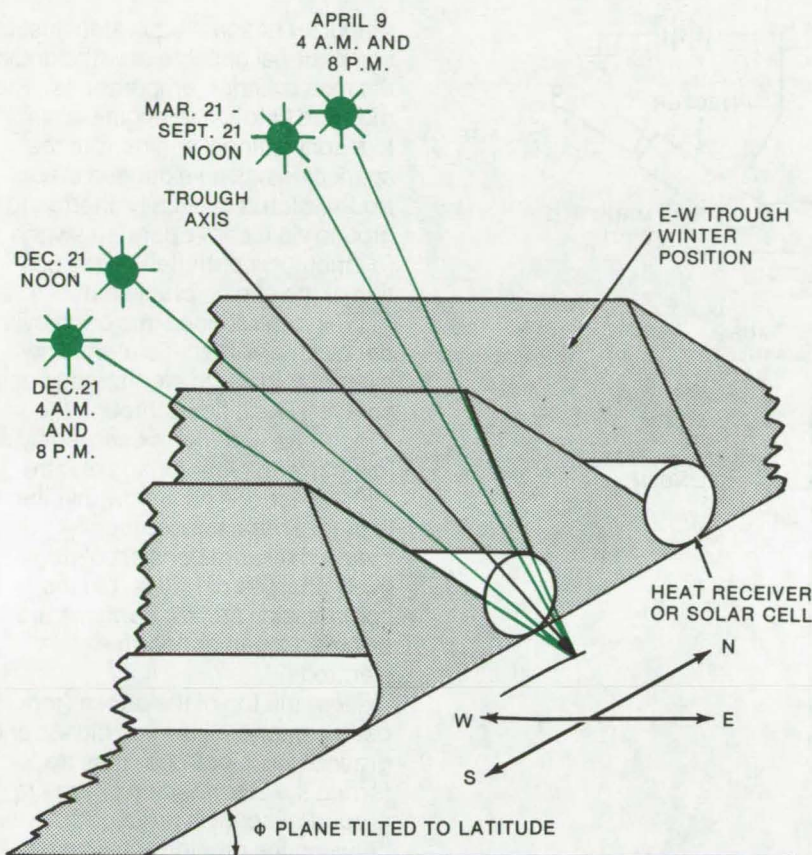 APRIL 9
4 A.M. AND
8 P.M.
MAR. 21 -
SEPT. 21
NOON
TROUGH
AXIS
E-W TROUGH
WINTER
POSITION
DEC. 21
NOON
DEC.21
4 A.M.
AND
8 P.M.
HEAT RECEIVER
OR SOLAR CELL
N
W
E
S
Φ PLANE TILTED TO LATITUDE